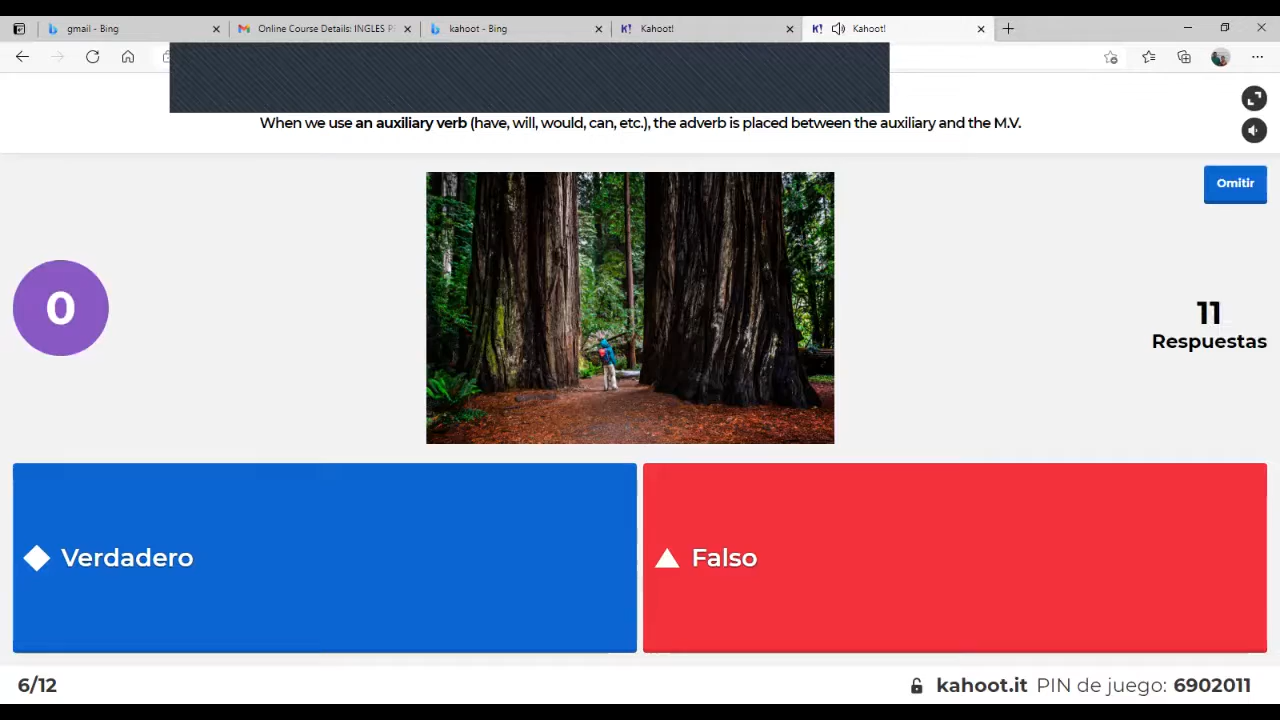 gmail - Bing
Online Course Details: INGLES P
kahoot - Bing
Kahoot!
Kahoot!
When we use an auxiliary verb (have, will, would, can, etc.), the adverb is placed between the auxiliary and the M.V.
Omitir
0
11
Respuestas
Verdadero
Falso
6/12
kahoot.it PIN de juego: 6902011